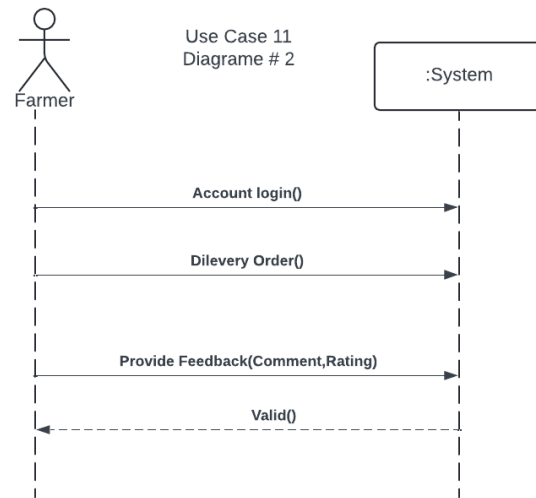 Use Case 11
Diagrame # 2
:System
Farmer
Account login()
Dilevery Order()
Provide Feedback(Comment,Rating)
Valid()